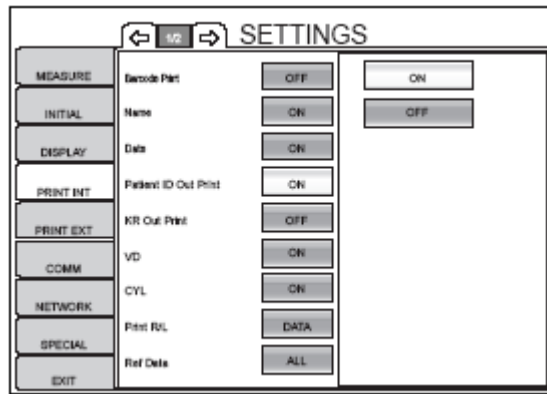 1/2 SETTINGS
MEASURE
INITIAL
DISPLAY
PRINT INT
PRINT EXT
COMM
NETWORK
SPECIAL
EXIT
Barcode Print OFF
Name ON
Date ON
Patient ID Out Print ON
KR Out Print OFF
VD ON
CYL ON
Print R/L DATA
Ref Data ALL
ON
OFF